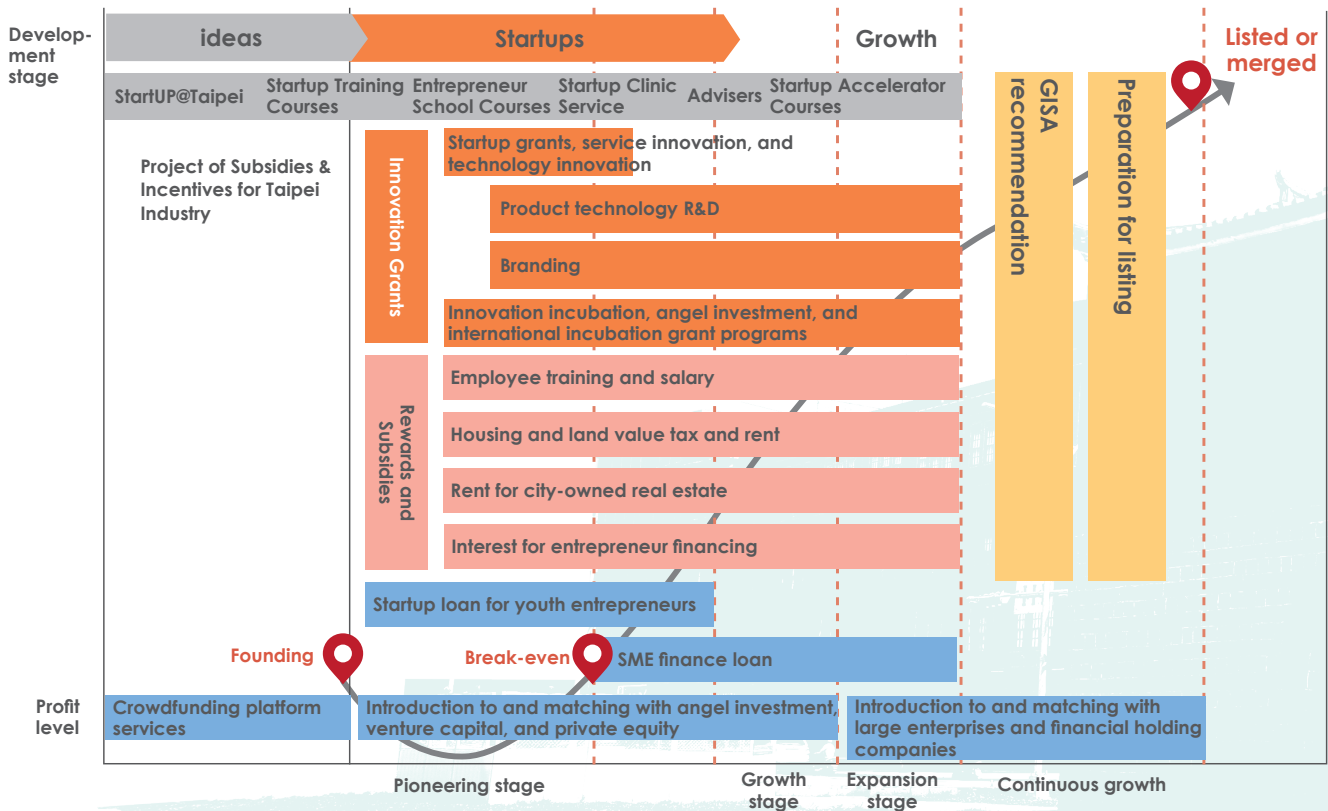 Develop-
ment
stage
ideas
Startups
Growth
Listed or
merged
StartUP@Taipei
Startup Training
Courses
Entrepreneur
School Courses
Startup Clinic
Service
Advisers
Startup Accelerator
Courses
Project of Subsidies &
Incentives for Taipei
Industry
Innovation Grants
Startup grants, service innovation, and
technology innovation
Product technology R&D
Branding
Innovation incubation, angel investment, and
international incubation grant programs
Rewards and
Subsidies
Employee training and salary
Housing and land value tax and rent
Rent for city-owned real estate
Interest for entrepreneur financing
GISA
recommendation
Preparation for listing
Startup loan for youth entrepreneurs
Founding
Break-even
SME finance loan
Profit
level
Crowdfunding platform
services
Introduction to and matching with angel investment,
venture capital, and private equity
Introduction to and matching with
large enterprises and financial holding
companies
Pioneering stage
Growth
stage
Expansion
stage
Continuous growth